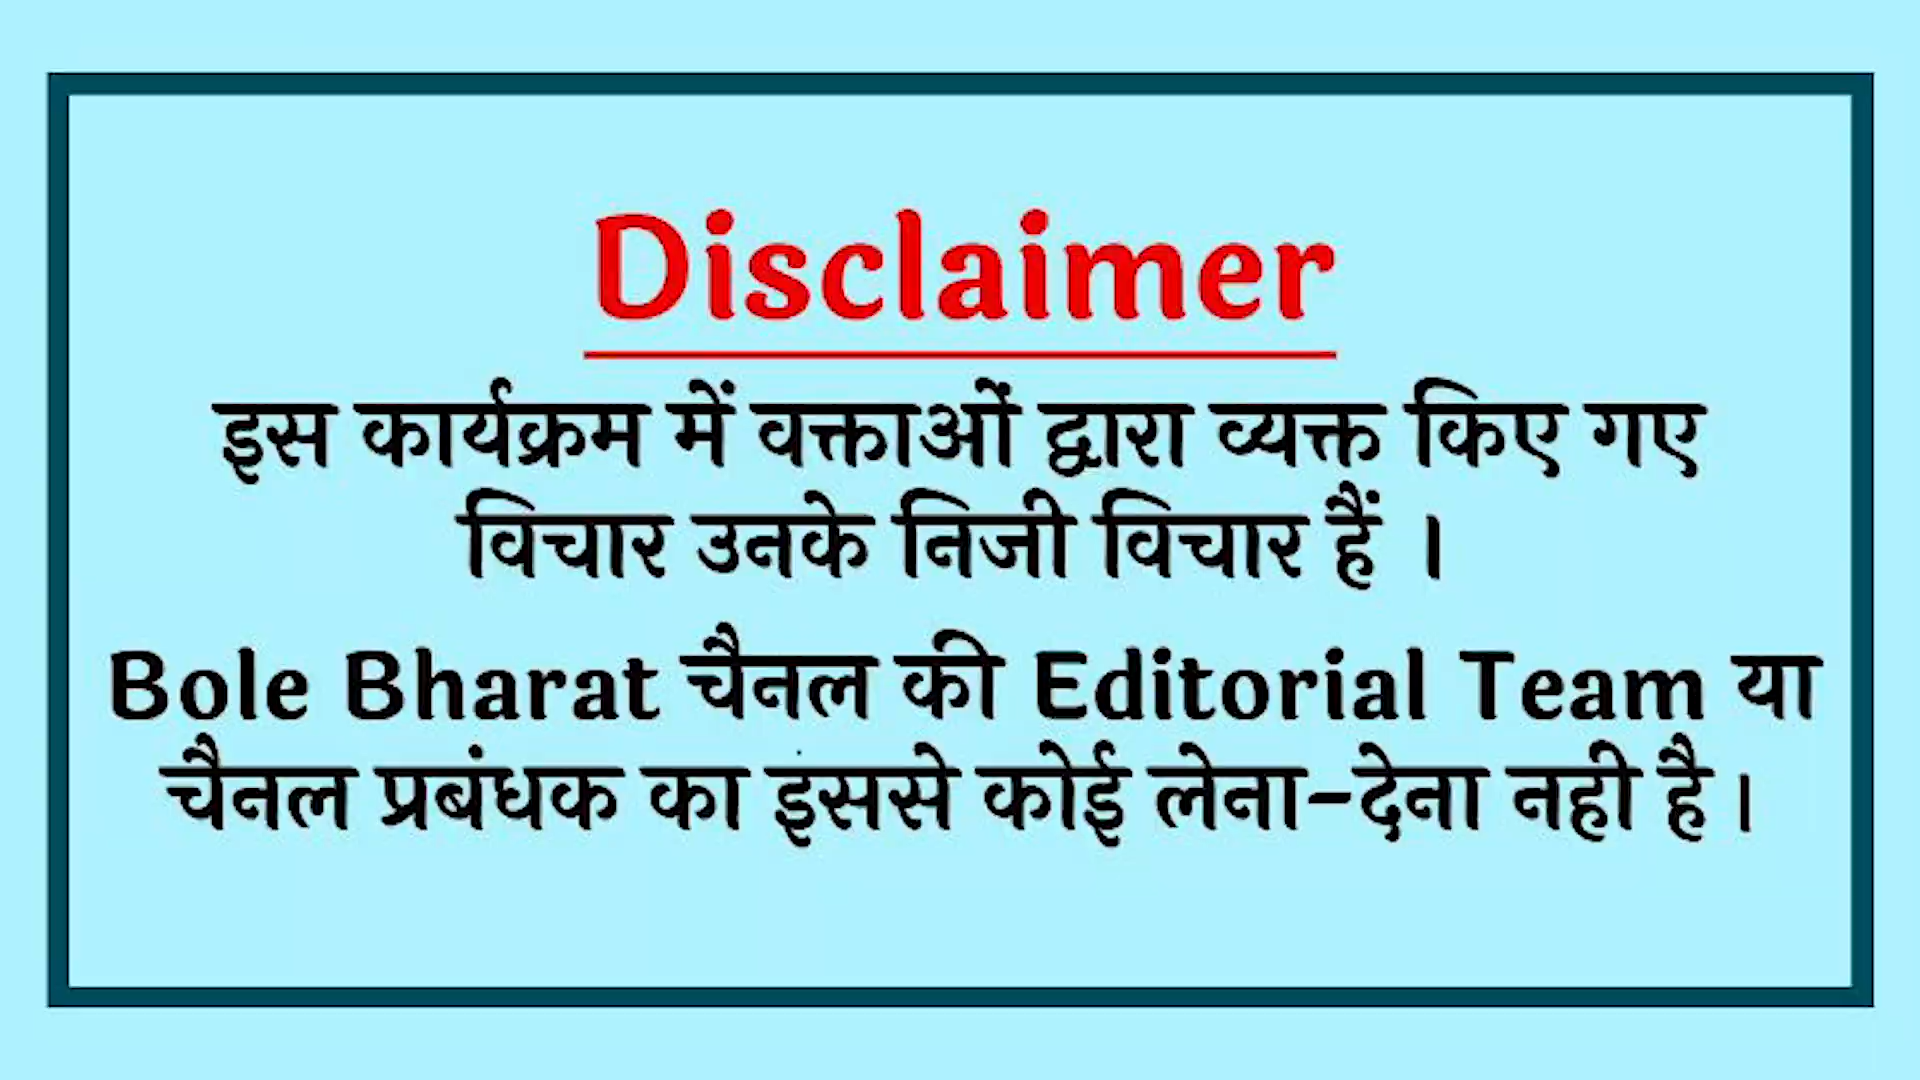 Disclaimer
इस कार्यक्रम में वक्ताओं द्वारा व्यक्त किए गए
विचार उनके निजी विचार हैं ।
Bole Bharat चैनल की Editorial Team या
चैनल प्रबंधक का इससे कोई लेना-देना नही है।